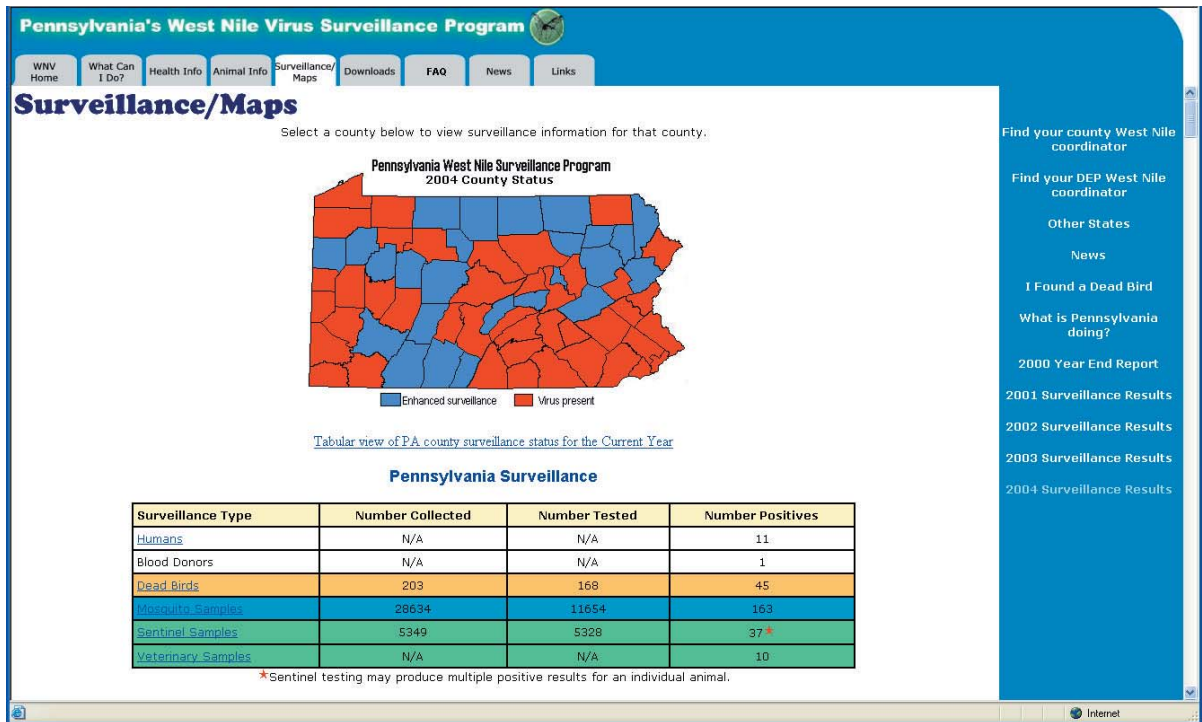 Pennsylvania's West Nile Virus Surveillance Program
WNV Home
What Can I Do?
Health Info
Animal Info
Surveillance/ Maps
Downloads
FAQ
News
Links
Surveillance/Maps
Select a county below to view surveillance information for that county.
Pennsylvania West Nile Surveillance Program
2004 County Status
Enhanced surveillance Virus present
Tabular view of PA county surveillance status for the Current Year
Pennsylvania Surveillance
Surveillance Type Number Collected Number Tested Number Positives
Humans N/A N/A 11
Blood Donors N/A N/A 1
Dead Birds 203 168 45
Mosquito Samples 28634 11654 163
Sentinel Samples 5349 5328 37★
Veterinary Samples N/A N/A 10
★Sentinel testing may produce multiple positive results for an individual animal.
Find your county West Nile
coordinator
Find your DEP West Nile
coordinator
Other States
News
I Found a Dead Bird
What is Pennsylvania
doing?
2000 Year End Report
2001 Surveillance Results
2002 Surveillance Results
2003 Surveillance Results
2004 Surveillance Results
Internet